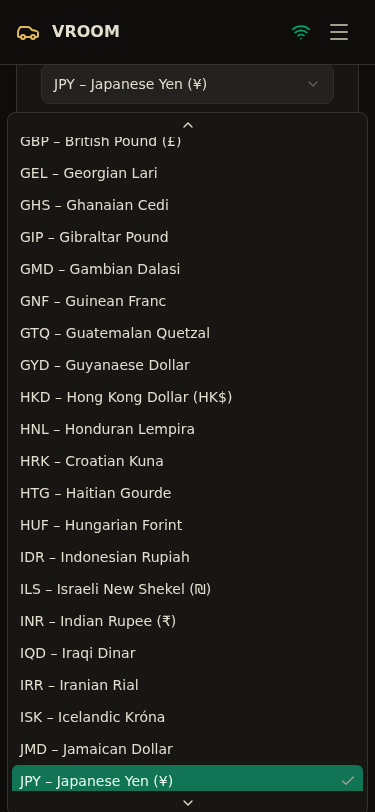 VROOM
JPY – Japanese Yen (¥)
GBP – British Pound (£)
GEL – Georgian Lari
GHS – Ghanaian Cedi
GIP – Gibraltar Pound
GMD – Gambian Dalasi
GNF – Guinean Franc
GTQ – Guatemalan Quetzal
GYD – Guyanaese Dollar
HKD – Hong Kong Dollar (HK$)
HNL – Honduran Lempira
HRK – Croatian Kuna
HTG – Haitian Gourde
HUF – Hungarian Forint
IDR – Indonesian Rupiah
ILS – Israeli New Shekel (₪)
INR – Indian Rupee (₹)
IQD – Iraqi Dinar
IRR – Iranian Rial
ISK – Icelandic Króna
JMD – Jamaican Dollar
JPY – Japanese Yen (¥)